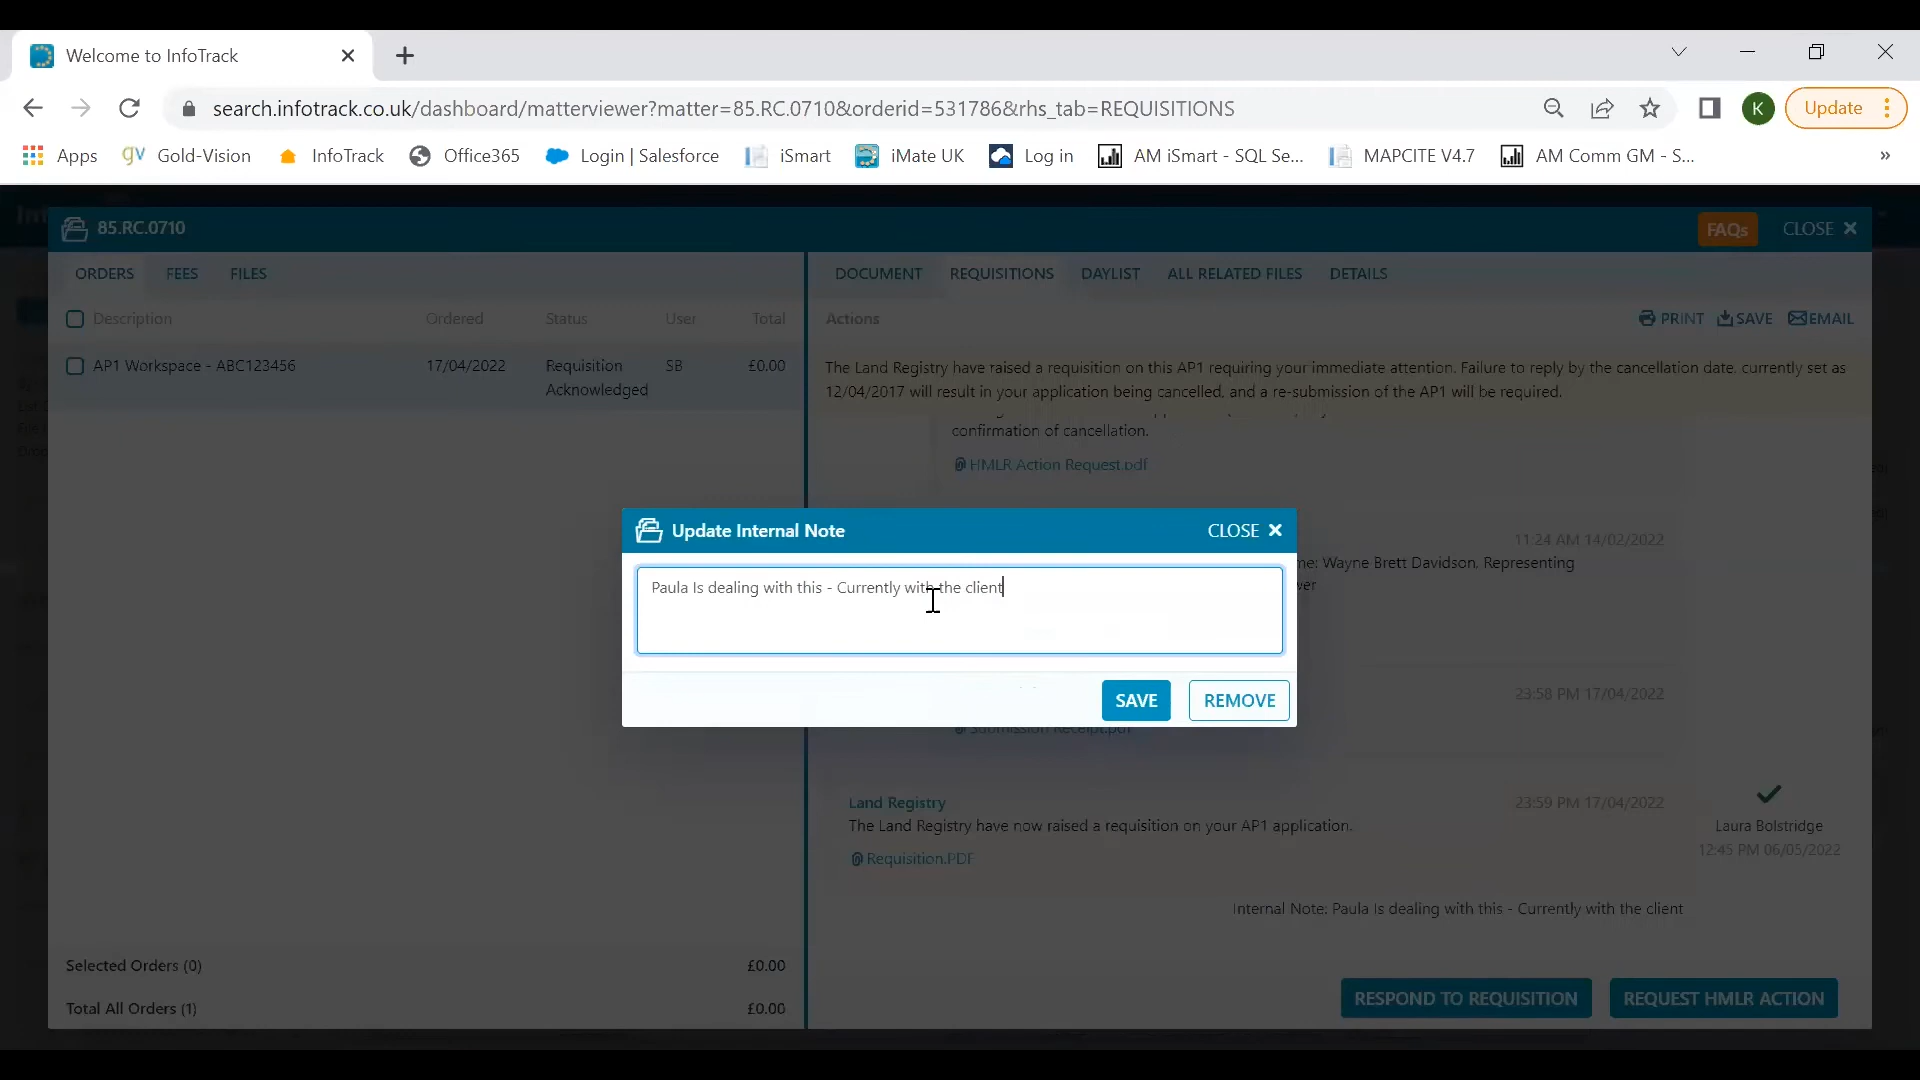 Welcome to InfoTrack
search.infotrack.co.uk/dashboard/matterviewer?matter=85.RC.0710&orderid=531786&rhs_tab=REQUISITIONS
K
Update
Apps
gv Gold-Vision
InfoTrack
Office365
Login | Salesforce
iSmart
iMate UK
Log in
AM iSmart - SQL Se...
MAPCITE V4.7
AM Comm GM - S...
»
85.RC.0710
FAQs
CLOSE
ORDERS FEES FILES
DOCUMENT REQUISITIONS DAYLIST ALL RELATED FILES DETAILS
Description Ordered Status User Total
Actions
PRINT SAVE EMAIL
AP1 Workspace - ABC123456 17/04/2022 Requisition Acknowledged SB £0.00
The Land Registry have raised a requisition on this AP1 requiring your immediate attention. Failure to reply by the cancellation date, currently set as
12/04/2017 will result in your application being cancelled, and a re-submission of the AP1 will be required.
confirmation of cancellation.
HMLR Action Request.pdf
Update Internal Note
CLOSE
Paula Is dealing with this - Currently with the client
SAVE
REMOVE
11:24 AM 14/02/2022
me: Wayne Brett Davidson, Representing
wer
23:58 PM 17/04/2022
Submission Receipt.pdf
Land Registry
23:59 PM 17/04/2022
The Land Registry have now raised a requisition on your AP1 application.
Requisition.PDF
Laura Bolstridge
12:45 PM 06/05/2022
Internal Note: Paula Is dealing with this - Currently with the client
Selected Orders (0) £0.00
Total All Orders (1) £0.00
RESPOND TO REQUISITION
REQUEST HMLR ACTION